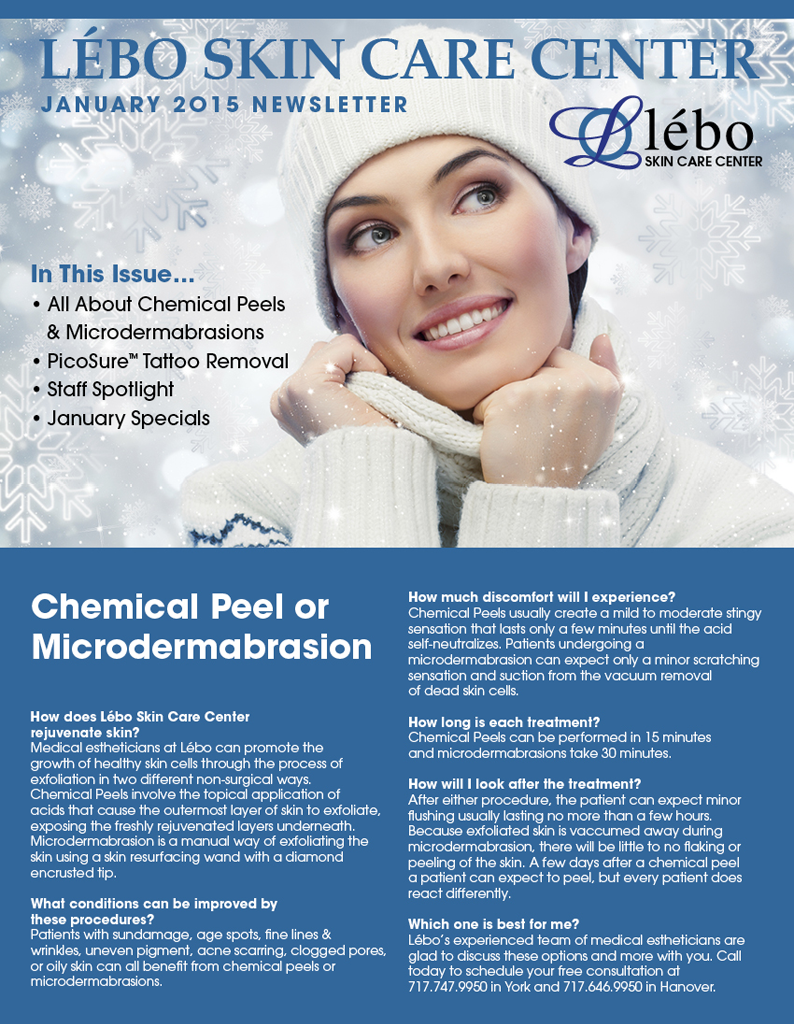 LÉBO SKIN CARE CENTER
JANUARY 2015 NEWSLETTER
L lébo
SKIN CARE CENTER
In This Issue...
• All About Chemical Peels
& Microdermabrasions
• PicoSure™ Tattoo Removal
• Staff Spotlight
• January Specials
Chemical Peel or
Microdermabrasion
How does Lébo Skin Care Center
rejuvenate skin?
Medical estheticians at Lébo can promote the
growth of healthy skin cells through the process of
exfoliation in two different non-surgical ways.
Chemical Peels involve the topical application of
acids that cause the outermost layer of skin to exfoliate,
exposing the freshly rejuvenated layers underneath.
Microdermabrasion is a manual way of exfoliating the
skin using a skin resurfacing wand with a diamond
encrusted tip.
What conditions can be improved by
these procedures?
Patients with sundamage, age spots, fine lines &
wrinkles, uneven pigment, acne scarring, clogged pores,
or oily skin can all benefit from chemical peels or
microdermabrasions.
How much discomfort will I experience?
Chemical Peels usually create a mild to moderate stingy
sensation that lasts only a few minutes until the acid
self-neutralizes. Patients undergoing a
microdermabrasion can expect only a minor scratching
sensation and suction from the vacuum removal
of dead skin cells.
How long is each treatment?
Chemical Peels can be performed in 15 minutes
and microdermabrasions take 30 minutes.
How will I look after the treatment?
After either procedure, the patient can expect minor
flushing usually lasting no more than a few hours.
Because exfoliated skin is vaccumed away during
microdermabrasion, there will be little to no flaking or
peeling of the skin. A few days after a chemical peel
a patient can expect to peel, but every patient does
react differently.
Which one is best for me?
Lébo's experienced team of medical estheticians are
glad to discuss these options and more with you. Call
today to schedule your free consultation at
717.747.9950 in York and 717.646.9950 in Hanover.